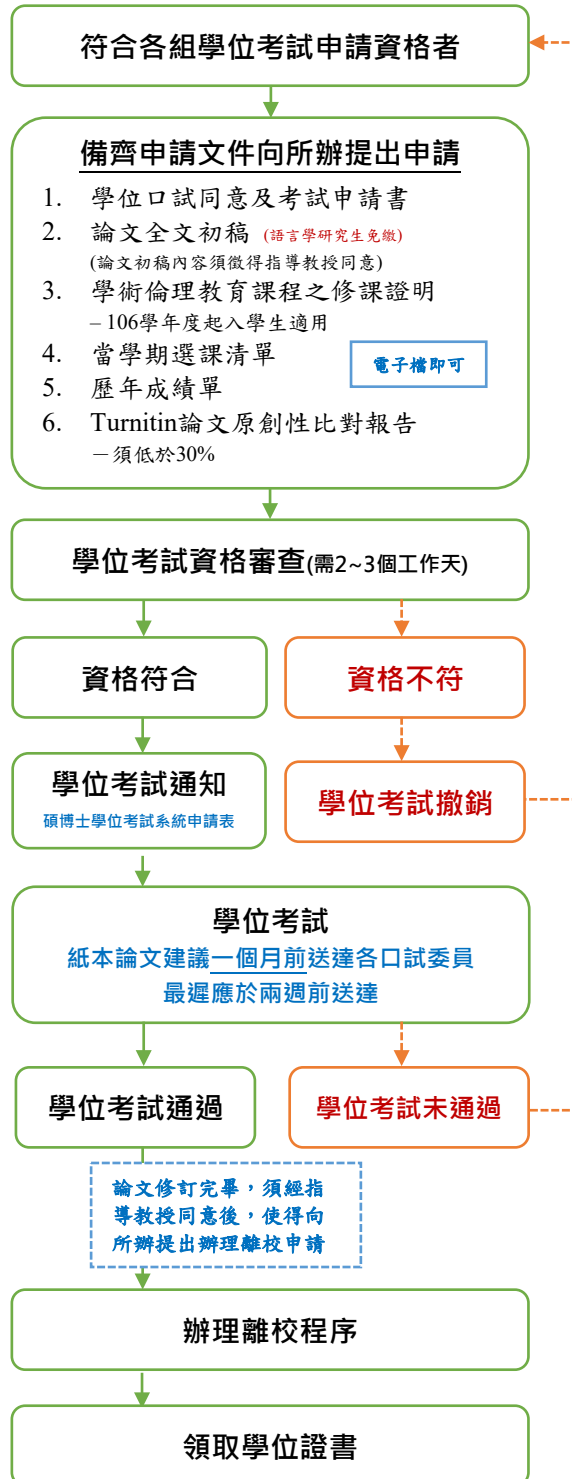 符合各組學位考試申請資格者
備齊申請文件向所辦提出申請
1. 學位口試同意及考試申請書
2. 論文全文初稿 (語言學研究生免繳)
(論文初稿內容須徵得指導教授同意)
3. 學術倫理教育課程之修課證明
–106學年度起入學生適用
4. 當學期選課清單
電子檔即可
5. 歷年成績單
6. Turnitin論文原創性比對報告
－須低於30%
學位考試資格審查(需2~3個工作天)
資格符合
資格不符
學位考試通知
碩博士學位考試系統申請表
學位考試撤銷
學位考試
紙本論文建議一個月前送達各口試委員
最遲應於兩週前送達
學位考試通過
學位考試未通過
論文修訂完畢，須經指
導教授同意後，使得向
所辦提出辦理離校申請
辦理離校程序
領取學位證書